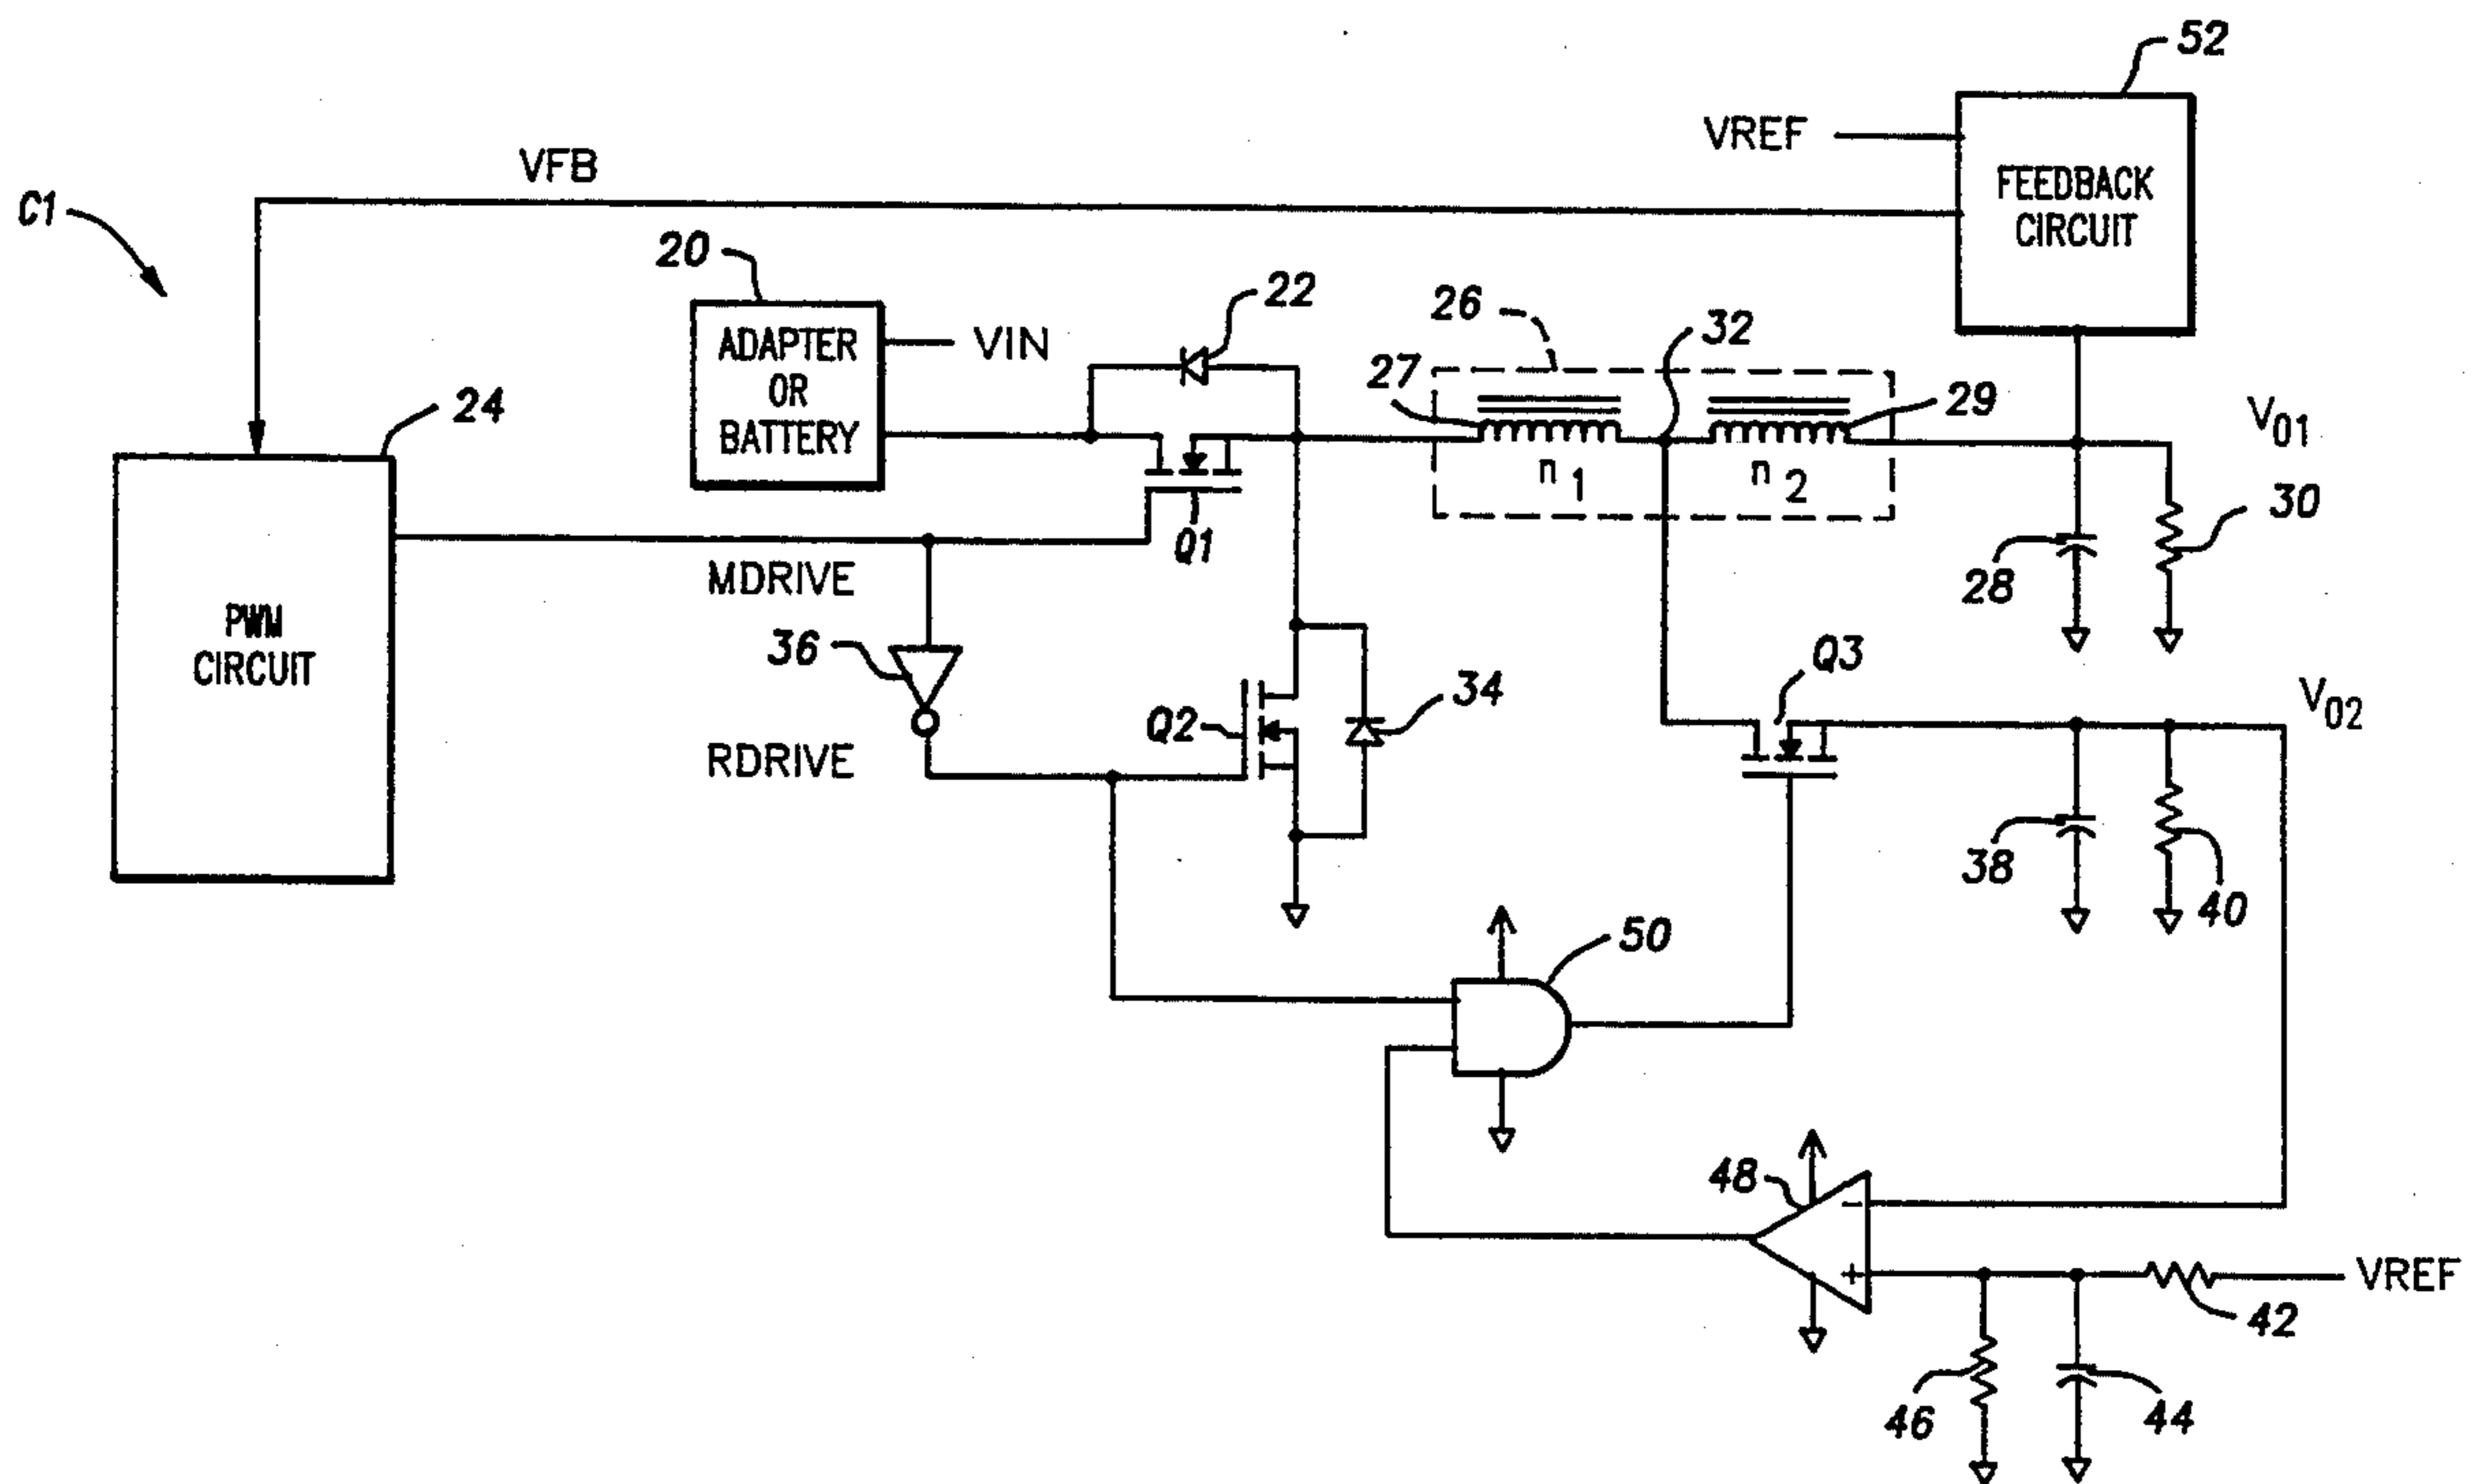 52
VREF
FEEDBACK
CIRCUIT
VFB
C1
20
ADAPTER
OR
BATTERY
VIN
22
26
32
27
29
n1
n2
V01
24
PWM
CIRCUIT
Q1
MDRIVE
28
30
36
Q2
34
Q3
V02
RDRIVE
38
40
50
48
-
+
VREF
42
46
44